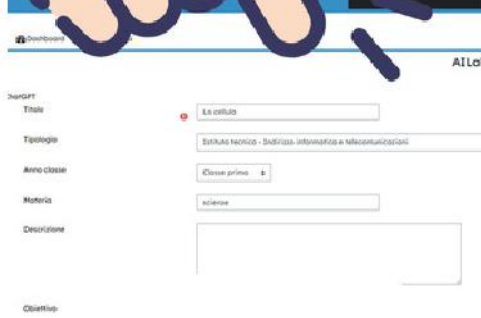 Dashboard
AI La
ChatGPT
Titolo
La cellula
Tipologia
Istituto tecnico - Indirizzo informatica e telecomunicazioni
Anno classe
Classe prima
Materia
scienze
Descrizione
Obiettivo